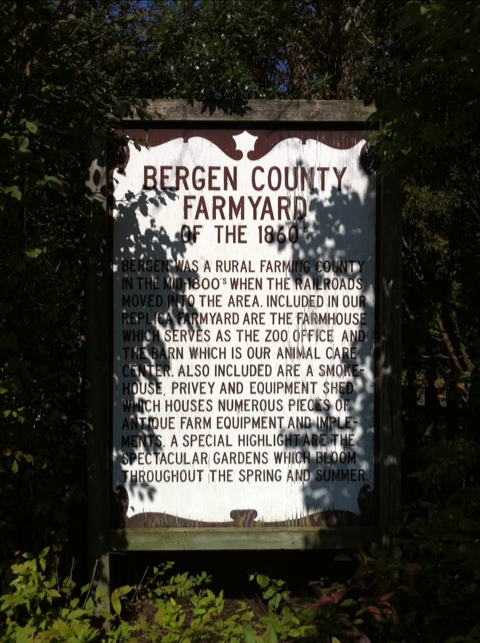 BERGEN COUNTY
FARMYARD
OF THE 1860'S
BERGEN WAS A RURAL FARMING COUNTY
IN THE MID-1800'S WHEN THE RAILROADS
MOVED INTO THE AREA. INCLUDED IN OUR
REPLICA FARMYARD ARE THE FARMHOUSE
WHICH SERVES AS THE ZOO OFFICE AND
THE BARN WHICH IS OUR ANIMAL CARE
CENTER. ALSO INCLUDED ARE A SMOKE-
HOUSE, PRIVEY AND EQUIPMENT SHED
WHICH HOUSES NUMEROUS PIECES OF
ANTIQUE FARM EQUIPMENT AND IMPLE-
MENTS. A SPECIAL HIGHLIGHT ARE THE
SPECTACULAR GARDENS WHICH BLOOM
THROUGHOUT THE SPRING AND SUMMER.